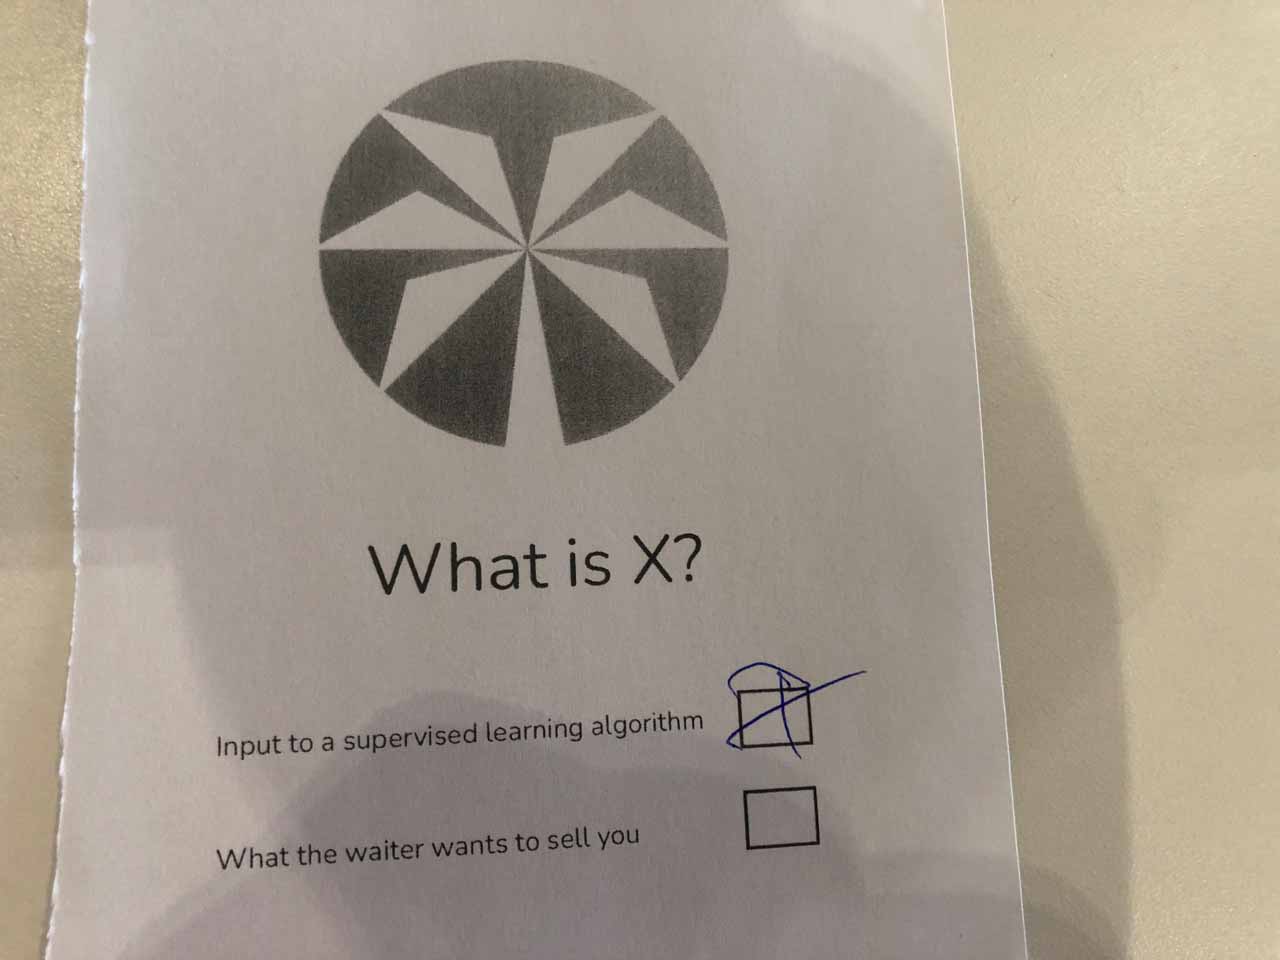 What is X?
Input to a supervised learning algorithm
What the waiter wants to sell you